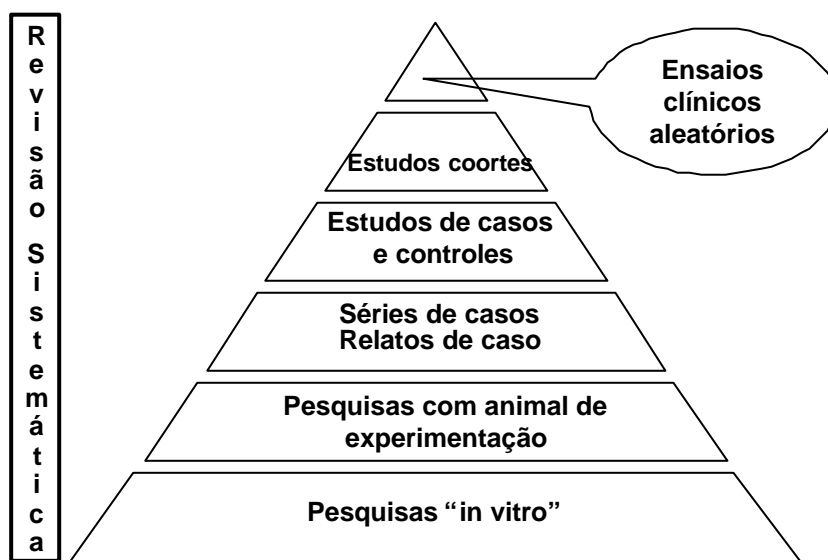 Revisão Sistemática
Ensaios
clínicos
aleatórios
Estudos coortes
Estudos de casos
e controles
Séries de casos
Relatos de caso
Pesquisas com animal de
experimentação
Pesquisas “in vitro”